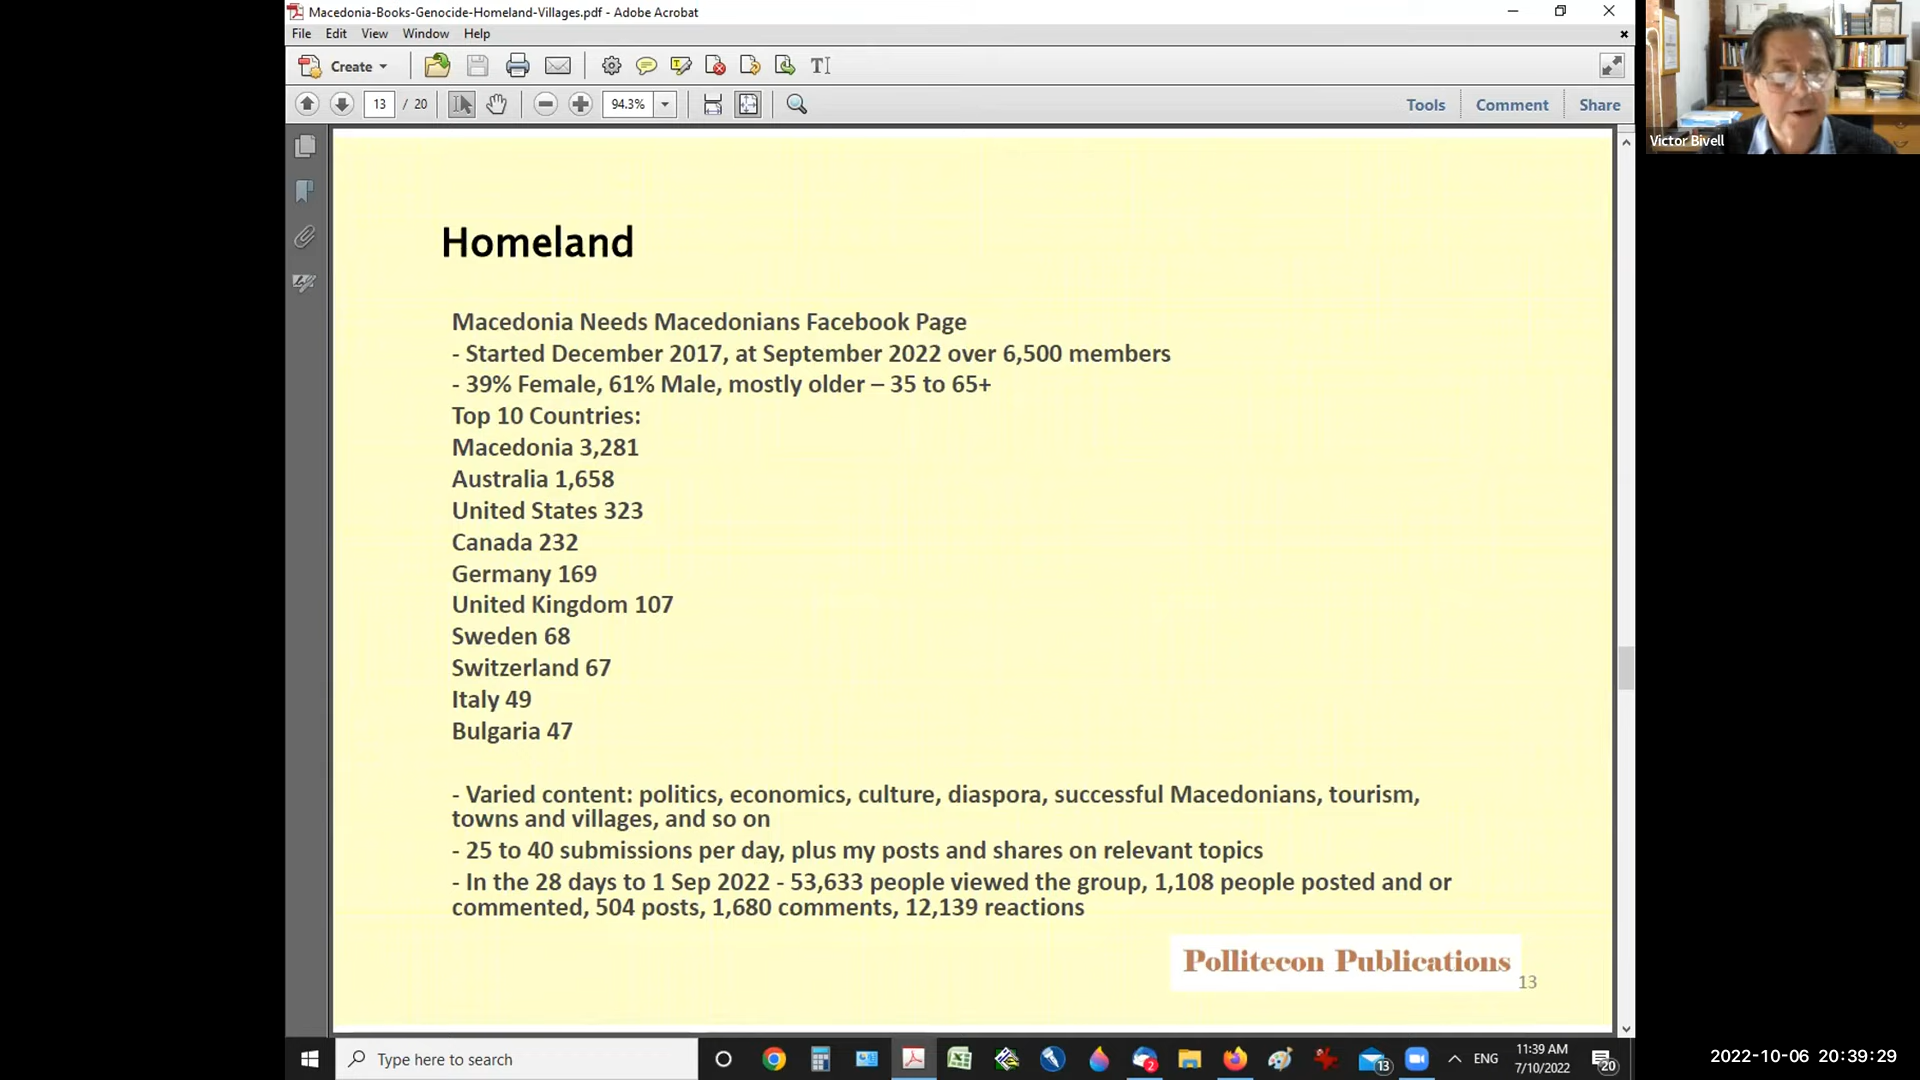 Macedonia-Books-Genocide-Homeland-Villages.pdf - Adobe Acrobat
File Edit View Window Help
Create
13 / 20
94.3%
Tools Comment Share
Victor Bivell
Homeland
Macedonia Needs Macedonians Facebook Page
- Started December 2017, at September 2022 over 6,500 members
- 39% Female, 61% Male, mostly older – 35 to 65+
Top 10 Countries:
Macedonia 3,281
Australia 1,658
United States 323
Canada 232
Germany 169
United Kingdom 107
Sweden 68
Switzerland 67
Italy 49
Bulgaria 47
- Varied content: politics, economics, culture, diaspora, successful Macedonians, tourism,
towns and villages, and so on
- 25 to 40 submissions per day, plus my posts and shares on relevant topics
- In the 28 days to 1 Sep 2022 - 53,633 people viewed the group, 1,108 people posted and or
commented, 504 posts, 1,680 comments, 12,139 reactions
Pollitecon Publications
13
Type here to search
2
13
ENG
11:39 AM
7/10/2022
20
2022-10-06 20:39:29